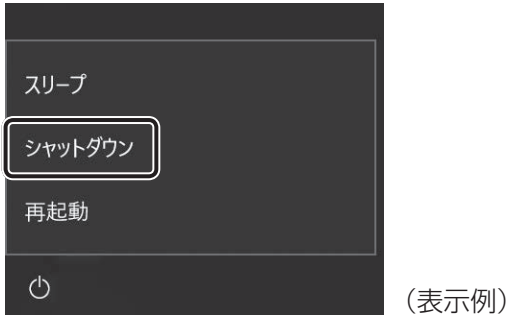 スリープ
シャットダウン
再起動
（表示例）